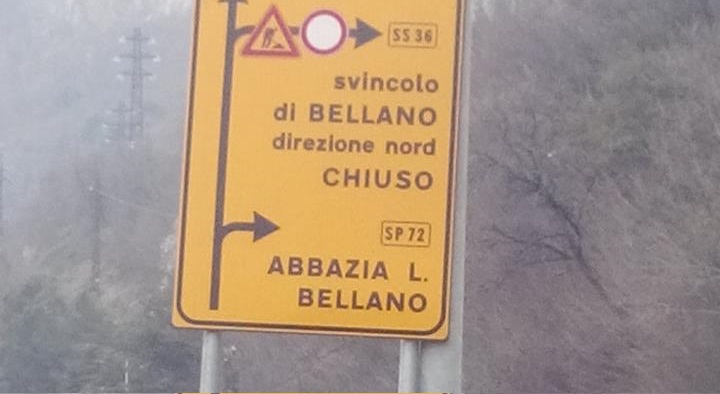 SS 36
svincolo
di BELLANO
direzione nord
CHIUSO
SP 72
ABBAZIA L.
BELLANO